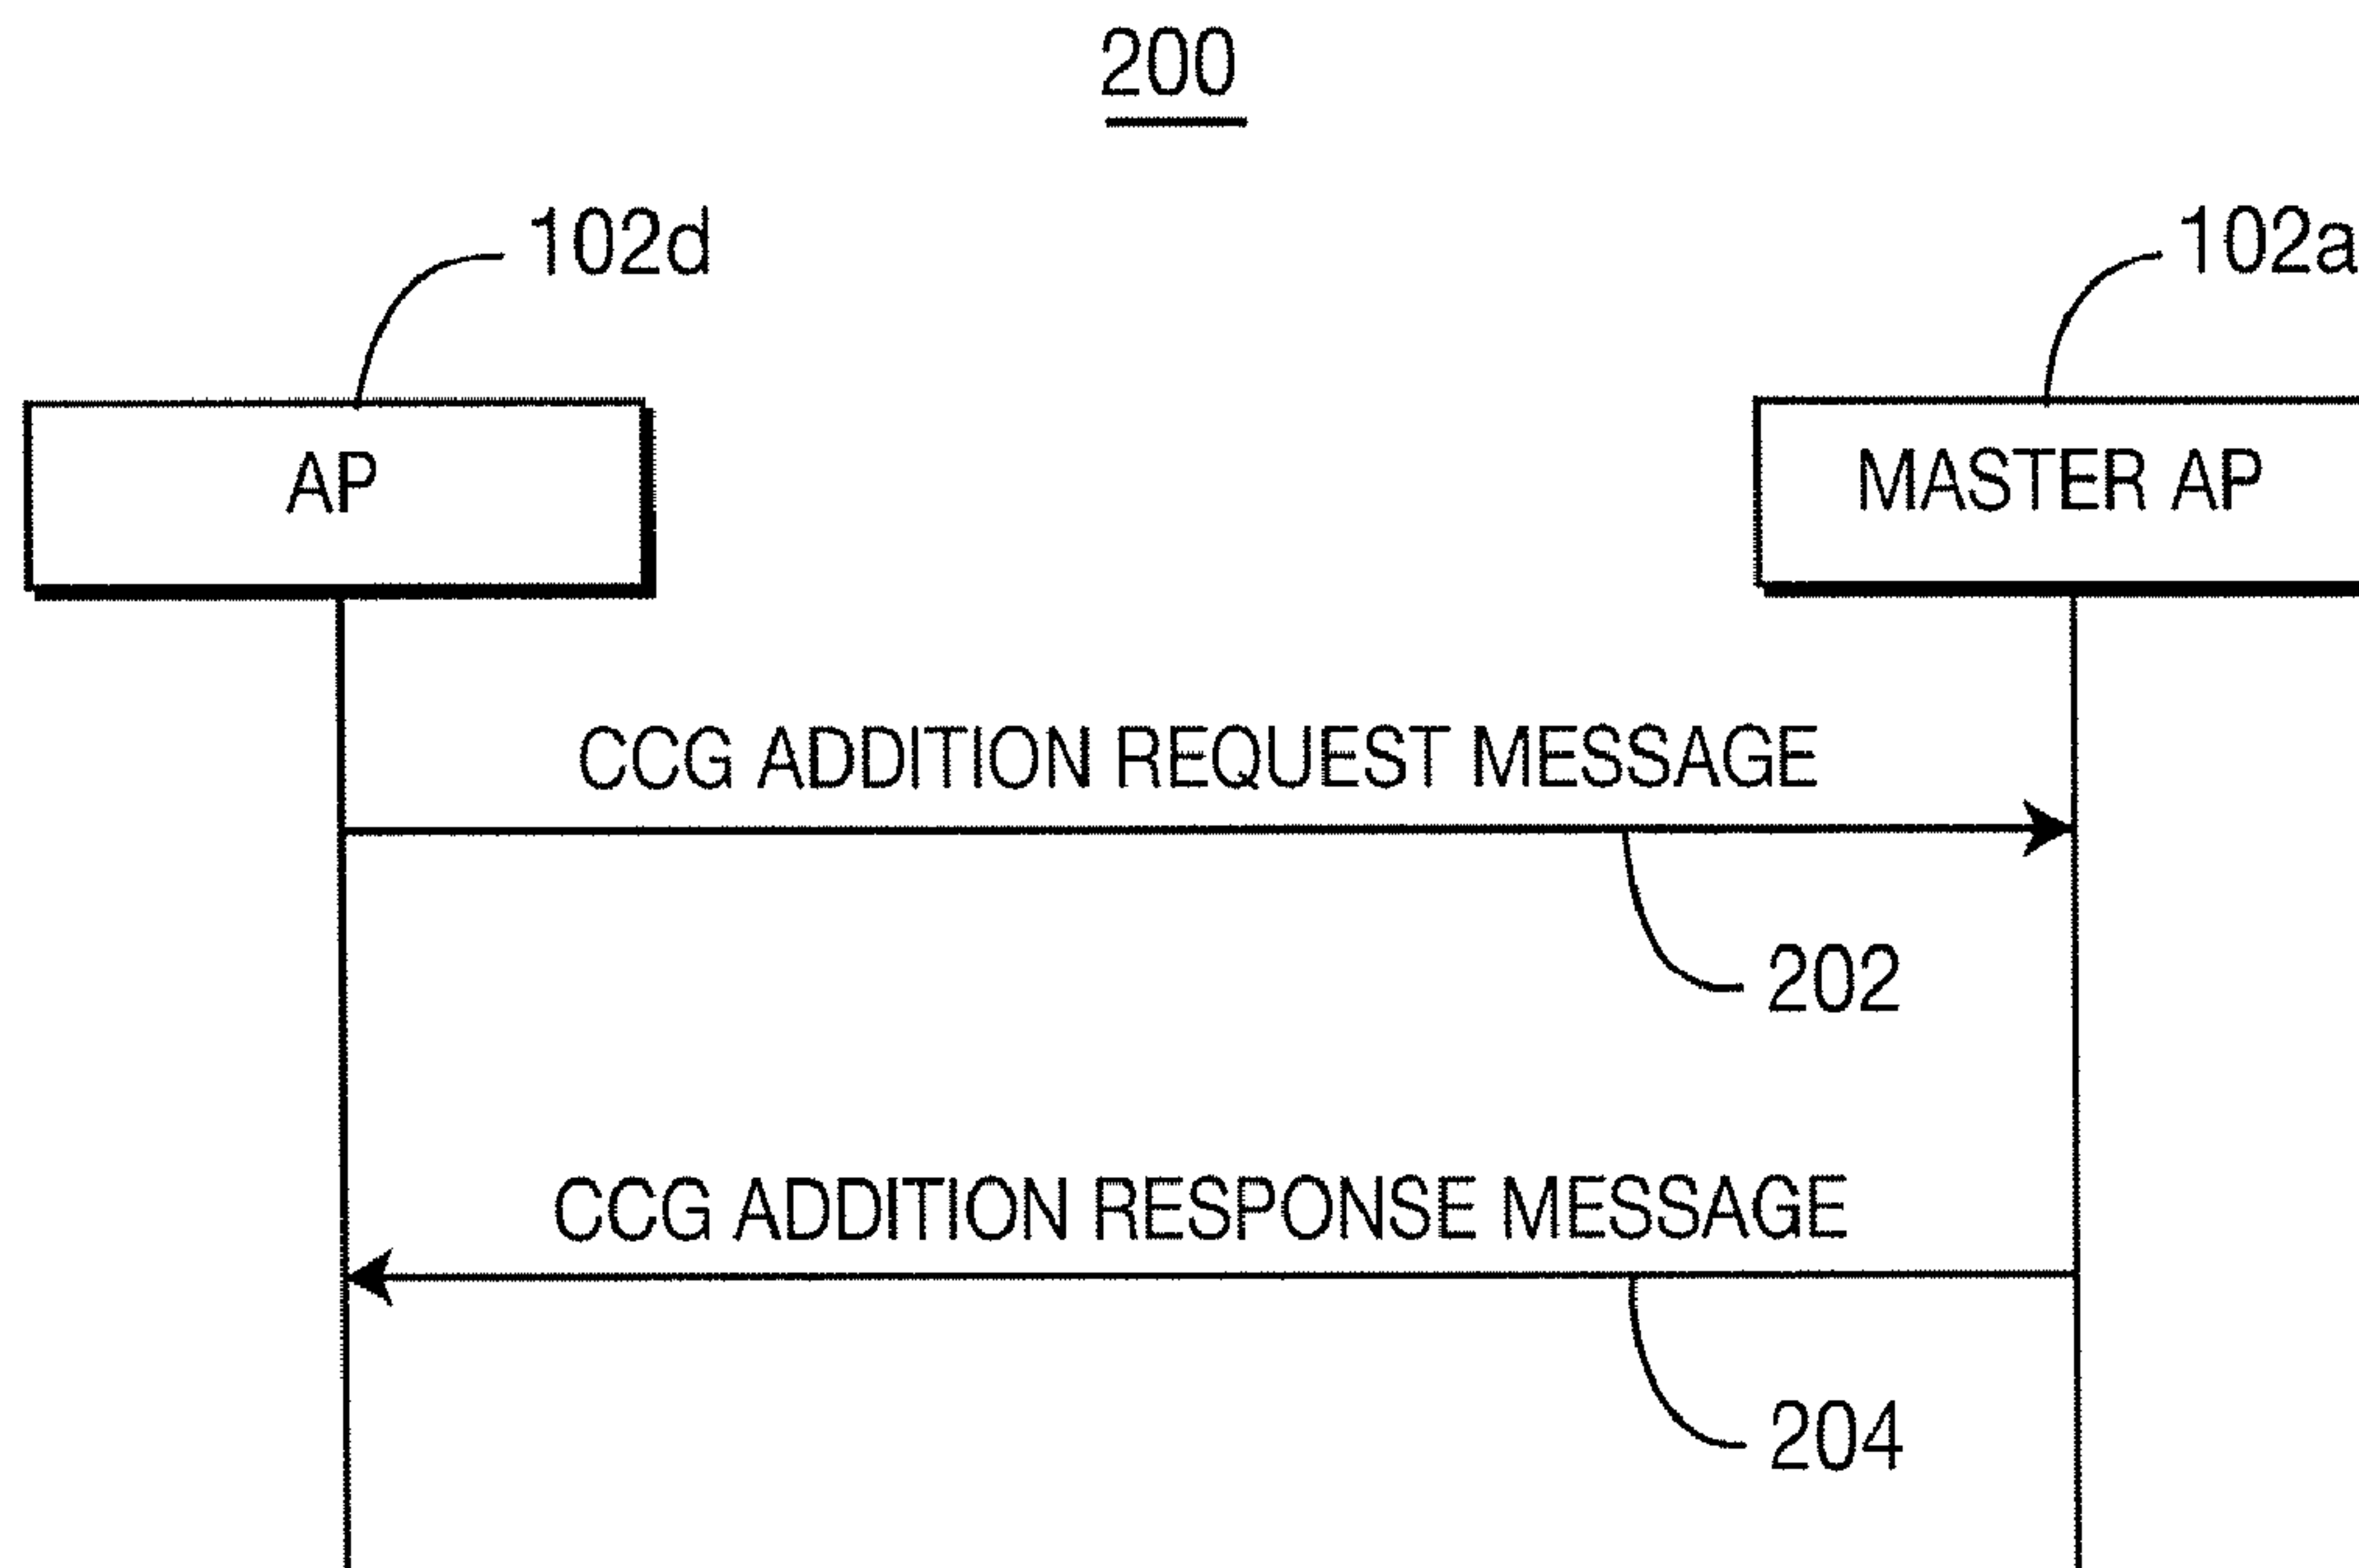 200
102d
102a
AP
MASTER AP
CCG ADDITION REQUEST MESSAGE
202
CCG ADDITION RESPONSE MESSAGE
204